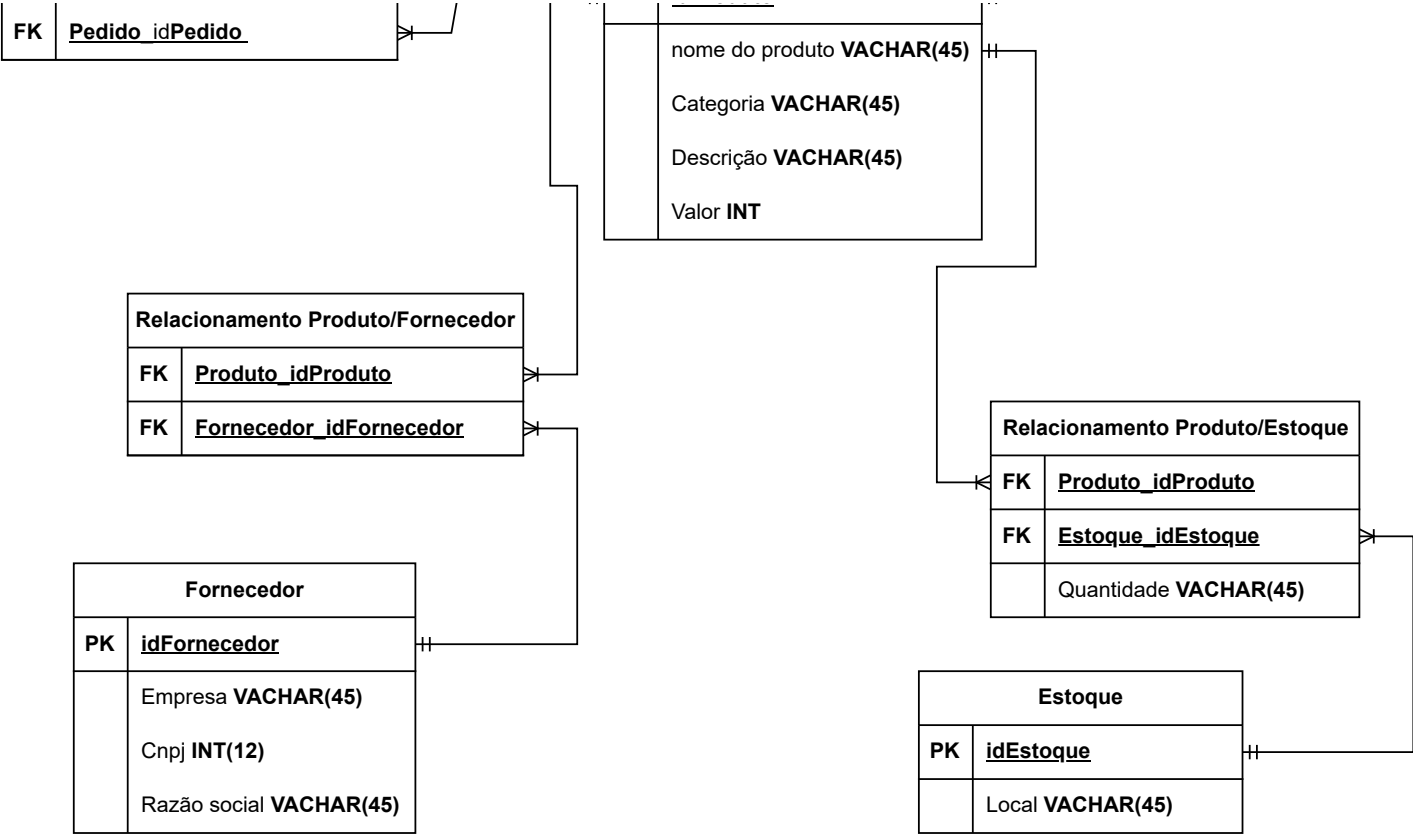 FK Pedido_idPedido
nome do produto VACHAR(45)
Categoria VACHAR(45)
Descrição VACHAR(45)
Valor INT
Relacionamento Produto/Fornecedor
FK Produto_idProduto
FK Fornecedor_idFornecedor
Relacionamento Produto/Estoque
FK Produto_idProduto
FK Estoque_idEstoque
Quantidade VACHAR(45)
Fornecedor
PK idFornecedor
Empresa VACHAR(45)
Cnpj INT(12)
Razão social VACHAR(45)
Estoque
PK idEstoque
Local VACHAR(45)